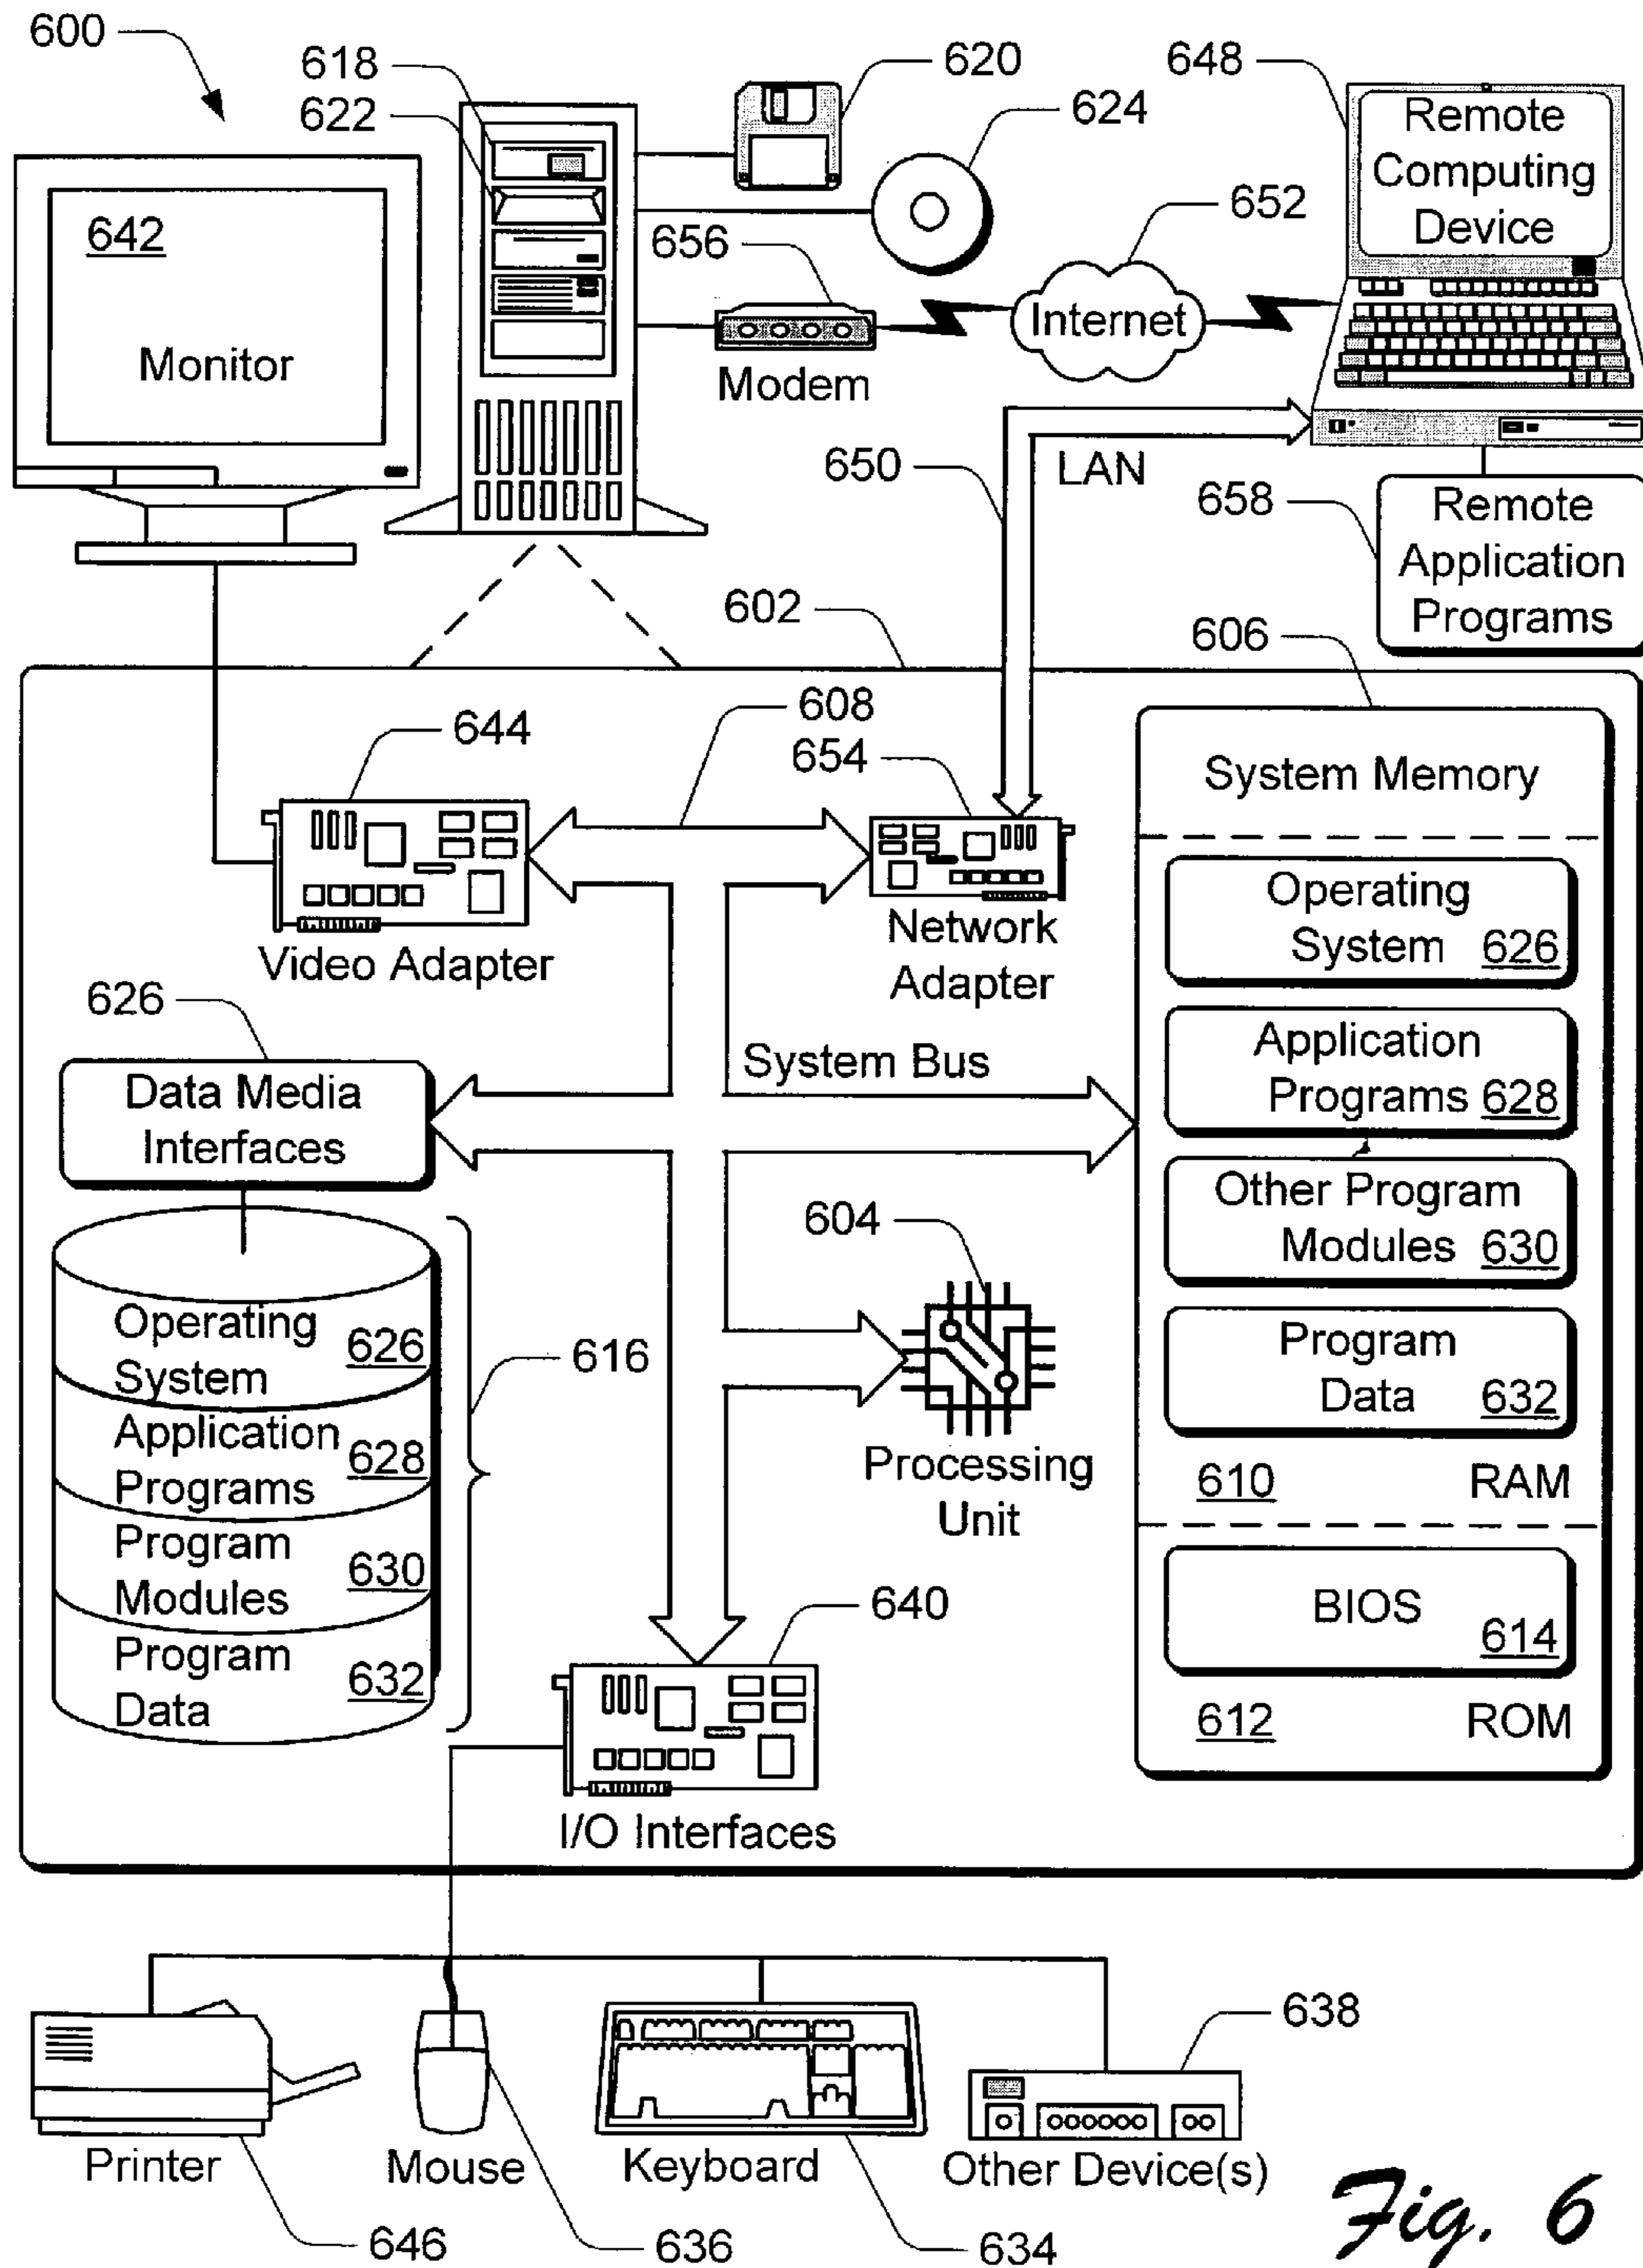 600
618
622
620
624
648
Remote
Computing
Device
642
Monitor
656
652
Internet
Modem
650
LAN
658
Remote
Application
Programs
602
606
608
644
654
System Memory
Video Adapter
Network
Adapter
Operating
System 626
626
Data Media
Interfaces
System Bus
Application
Programs 628
Other Program
Modules 630
604
Operating
System 626
616
Program
Data 632
Application
Programs 628
Processing
Unit
610 RAM
Program
Modules 630
640
BIOS
614
Program
Data 632
612 ROM
I/O Interfaces
638
Printer
Mouse
Keyboard
Other Device(s)
646
636
634
Fig. 6